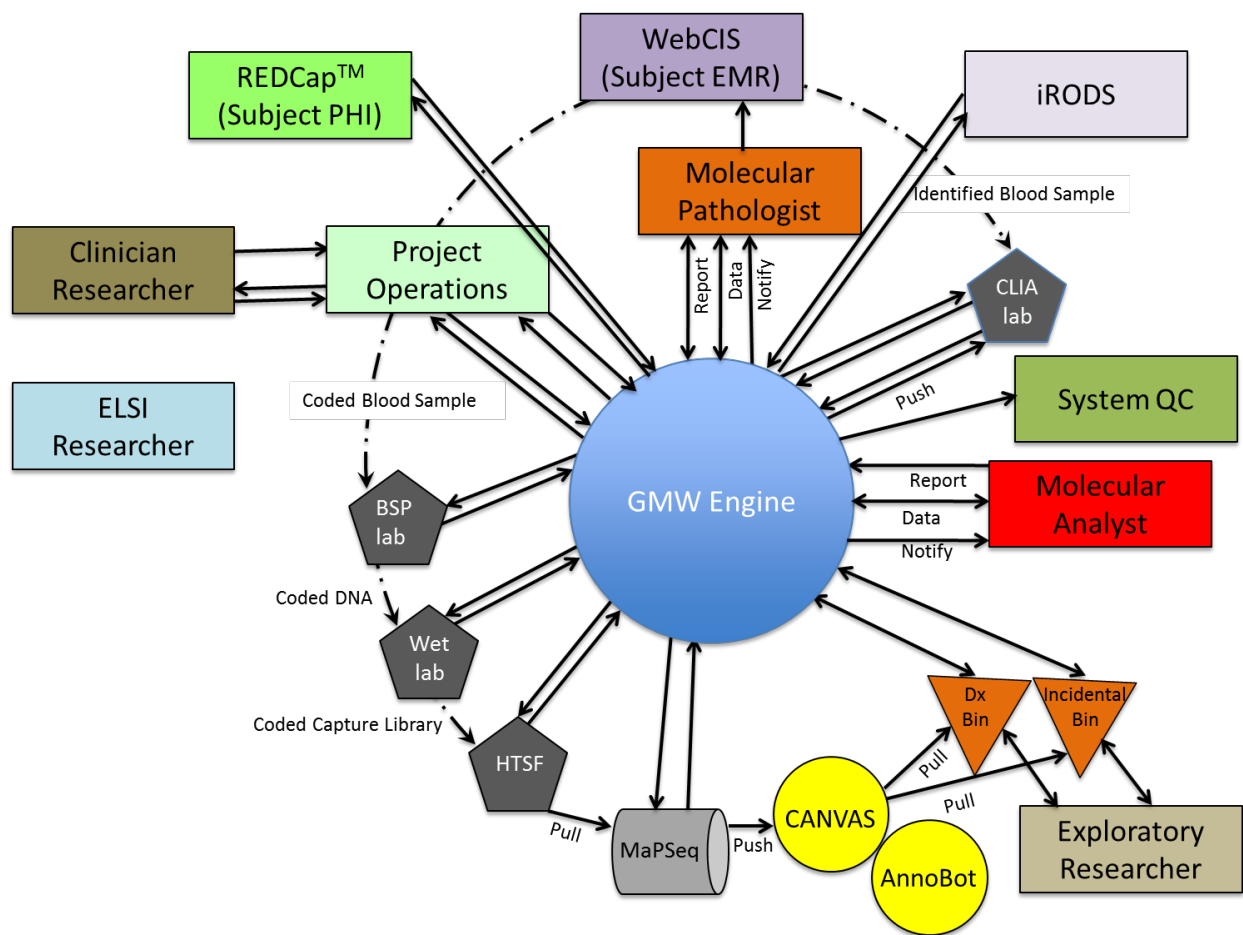 WebCIS
(Subject EMR)
REDCap™
(Subject PHI)
iRODS
Molecular
Pathologist
Identified Blood Sample
Clinician
Researcher
Project
Operations
Report
Data
Notify
CLIA
lab
Push
System QC
ELSI
Researcher
Coded Blood Sample
GMW Engine
Report
Molecular
Analyst
Data
Notify
BSP
lab
Coded DNA
Wet
lab
Coded Capture Library
HTSF
Dx
Bin
Incidental
Bin
Pull
Pull
Pull
MaPSeq
Push
CANVAS
AnnoBot
Exploratory
Researcher